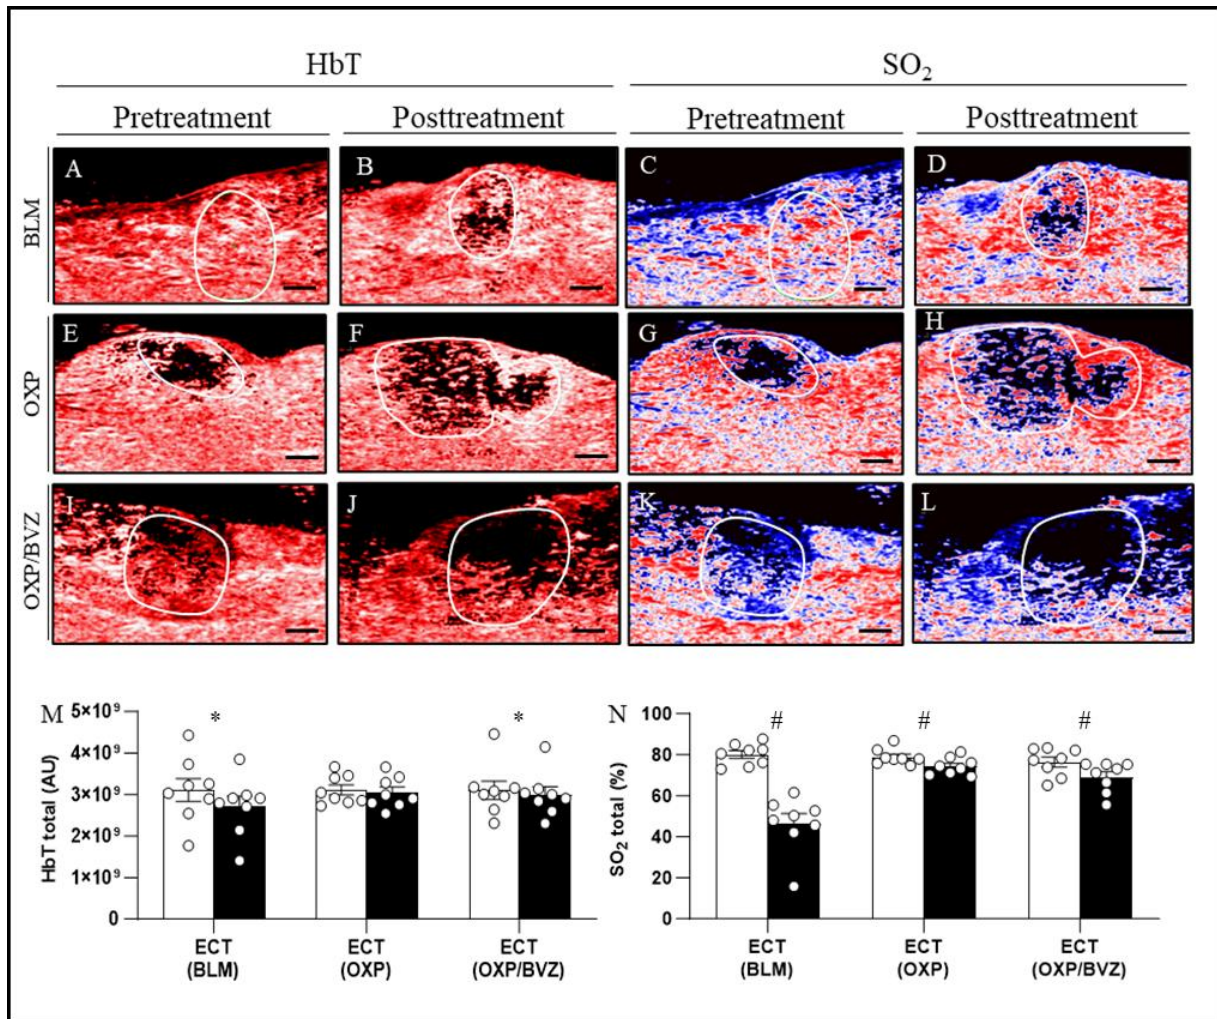 HbT SO₂
Pretreatment Posttreatment Pretreatment Posttreatment
BLM
A B C D
OXP
E F G H
OXP/BVZ
I J K L
M
HbT total (AU)
5×10⁹
4×10⁹
3×10⁹
2×10⁹
1×10⁹
0
* *
ECT ECT ECT
(BLM) (OXP) (OXP/BVZ)
N
SO₂ total (%)
100
80
60
40
20
0
# # #
ECT ECT ECT
(BLM) (OXP) (OXP/BVZ)